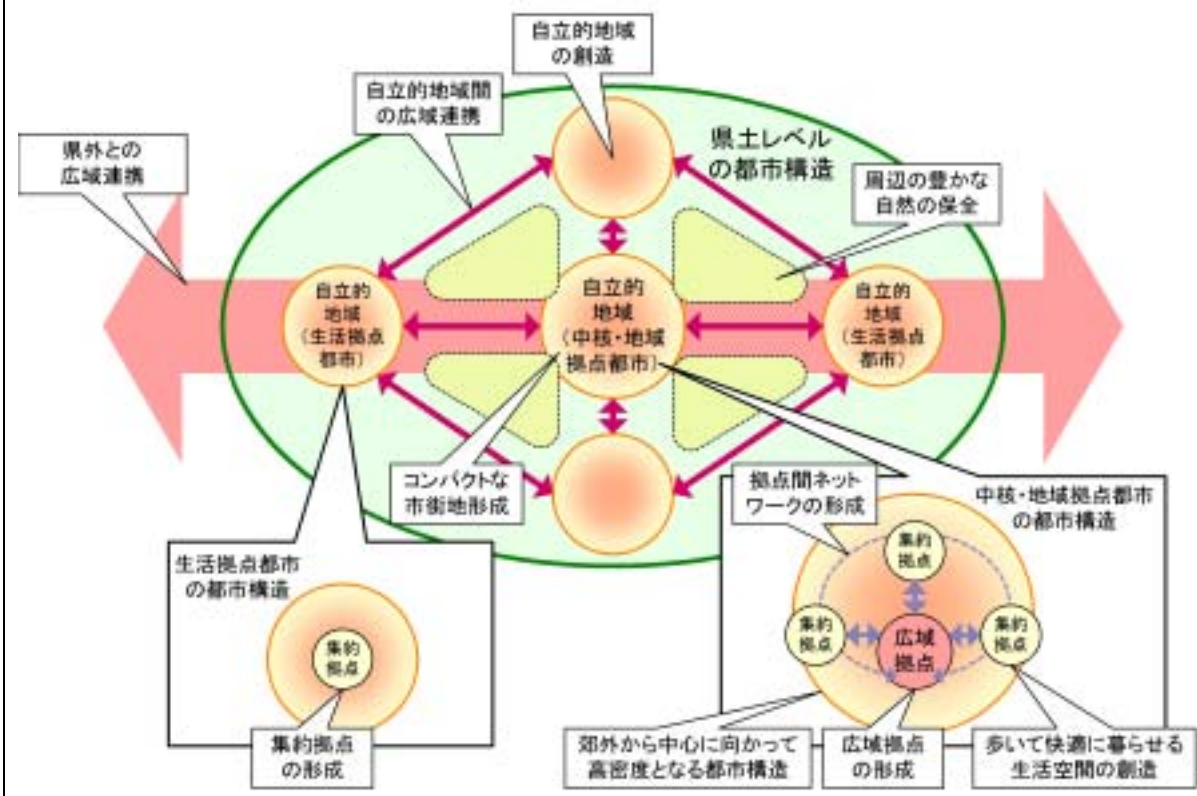 自立的地域
の創造
自立的地域間
の広域連携
県外との
広域連携
県土レベル
の都市構造
周辺の豊かな
自然の保全
自立的
地域
(生活拠点
都市)
自立的
地域
(中核・地域
拠点都市)
自立的
地域
(生活拠点
都市)
コンパクトな
市街地形成
拠点間ネット
ワークの形成
中核・地域拠点都市
の都市構造
生活拠点都市
の都市構造
集約
拠点
集約拠点
の形成
集約
拠点
集約
拠点
広域
拠点
集約
拠点
郊外から中心に向かって
高密度となる都市構造
広域拠点
の形成
歩いて快適に暮らせる
生活空間の創造